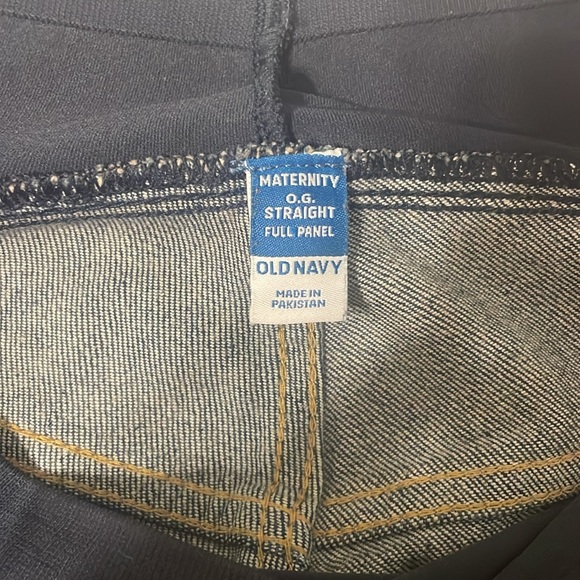 MATERNITY
O.G.
STRAIGHT
FULL PANEL
OLD NAVY
MADE IN
PAKISTAN